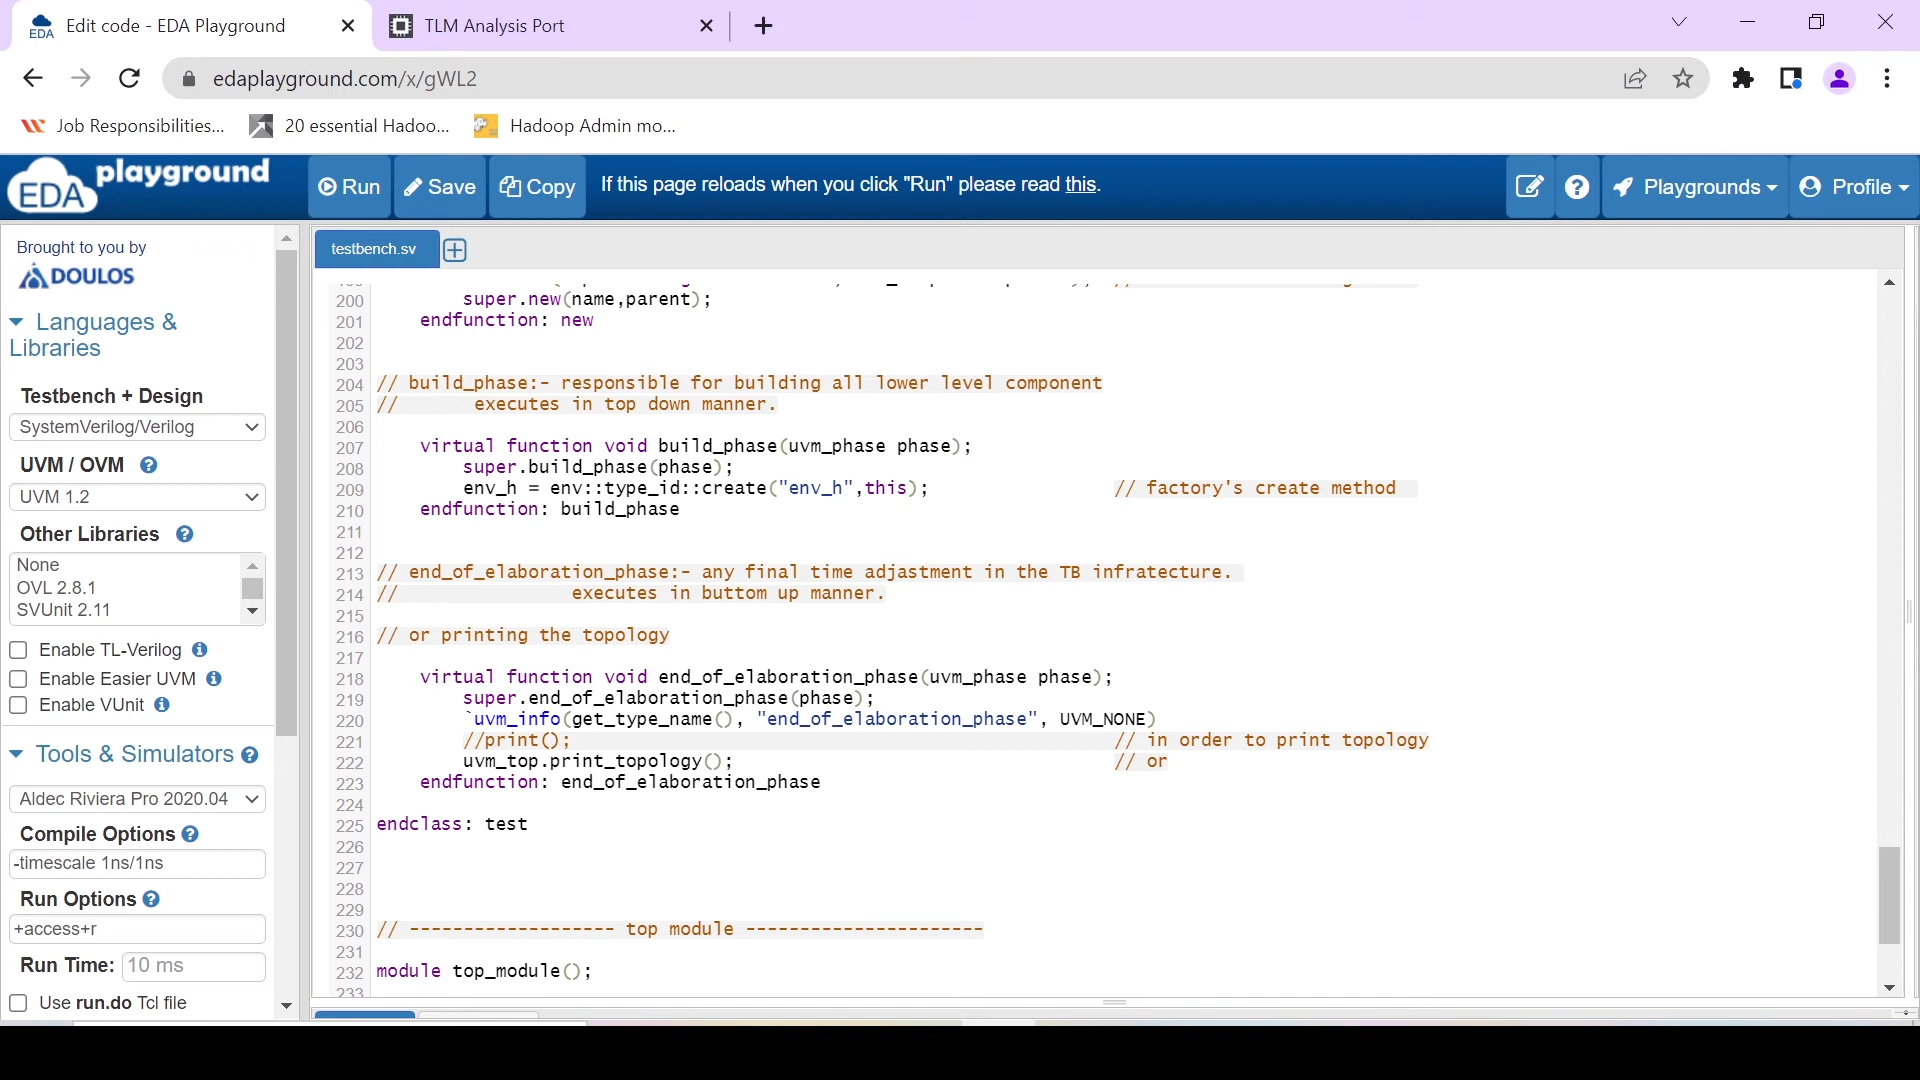 Edit code - EDA Playground
TLM Analysis Port
edaplayground.com/x/gWL2
Job Responsibilities...
20 essential Hadoo...
Hadoop Admin mo...
EDA playground
Run
Save
Copy
If this page reloads when you click "Run" please read this.
Playgrounds
Profile
Brought to you by
DOULOS
Languages &
Libraries
Testbench + Design
SystemVerilog/Verilog
UVM / OVM
UVM 1.2
Other Libraries
None
OVL 2.8.1
SVUnit 2.11
Enable TL-Verilog
Enable Easier UVM
Enable VUnit
Tools & Simulators
Aldec Riviera Pro 2020.04
Compile Options
-timescale 1ns/1ns
Run Options
+access+r
Run Time: 10 ms
Use run.do Tcl file
testbench.sv
200 super.new(name,parent);
201 endfunction: new
202
203
204 // build_phase:- responsible for building all lower level component
205 // executes in top down manner.
206
207 virtual function void build_phase(uvm_phase phase);
208 super.build_phase(phase);
209 env_h = env::type_id::create("env_h",this); // factory's create method
210 endfunction: build_phase
211
212
213 // end_of_elaboration_phase:- any final time adjastment in the TB infratecture.
214 // executes in buttom up manner.
215
216 // or printing the topology
217
218 virtual function void end_of_elaboration_phase(uvm_phase phase);
219 super.end_of_elaboration_phase(phase);
220 `uvm_info(get_type_name(), "end_of_elaboration_phase", UVM_NONE)
221 //print(); // in order to print topology
222 uvm_top.print_topology(); // or
223 endfunction: end_of_elaboration_phase
224
225 endclass: test
226
227
228
229
230 // ------------------- top module ----------------------
231
232 module top_module();
233